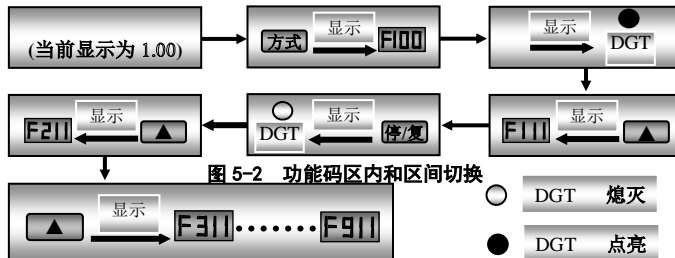 (当前显示为 1.00)
方式 显示 F100
显示 DGT
F211 显示 ▲
DGT 显示 停/复
F111 显示 ▲
图 5-2 功能码区内和区间切换
▲ 显示 F311·······F911
DGT 熄灭
DGT 点亮